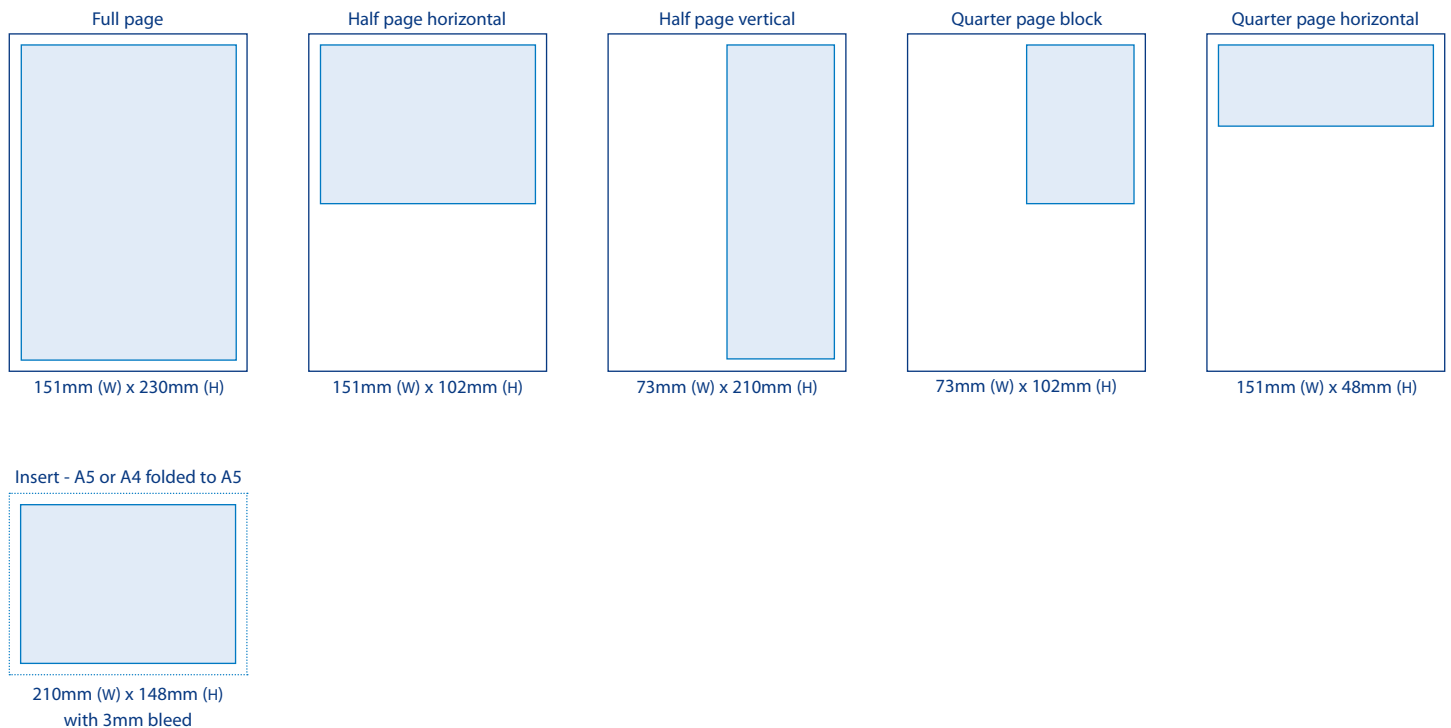 Full page
Half page horizontal
Half page vertical
Quarter page block
Quarter page horizontal
151mm (W) x 230mm (H)
151mm (W) x 102mm (H)
73mm (W) x 210mm (H)
73mm (W) x 102mm (H)
151mm (W) x 48mm (H)
Insert - A5 or A4 folded to A5
210mm (W) x 148mm (H)
with 3mm bleed